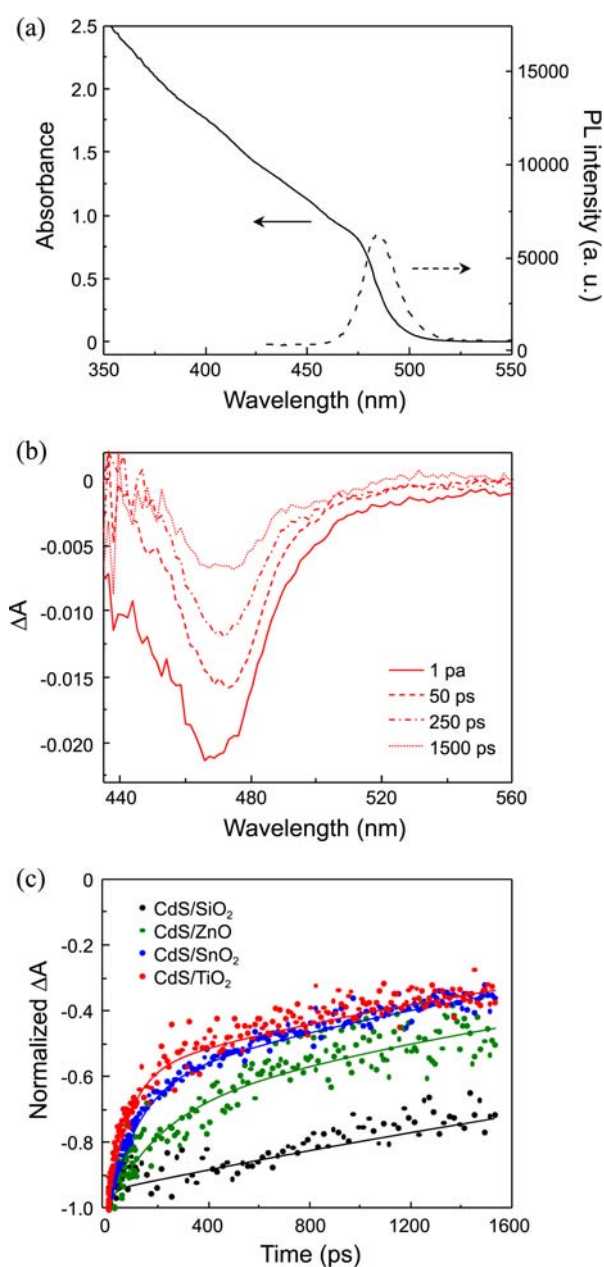 (a)
2.5
2.0
1.5
1.0
0.5
0
Absorbance
15000
10000
5000
0
PL intensity (a. u.)
350 400 450 500 550
Wavelength (nm)
(b)
0
-0.005
-0.010
-0.015
-0.020
ΔA
1 pa
50 ps
250 ps
1500 ps
440 480 520 560
Wavelength (nm)
(c)
0
-0.2
-0.4
-0.6
-0.8
-1.0
Normalized ΔA
CdS/SiO₂
CdS/ZnO
CdS/SnO₂
CdS/TiO₂
0 400 800 1200 1600
Time (ps)